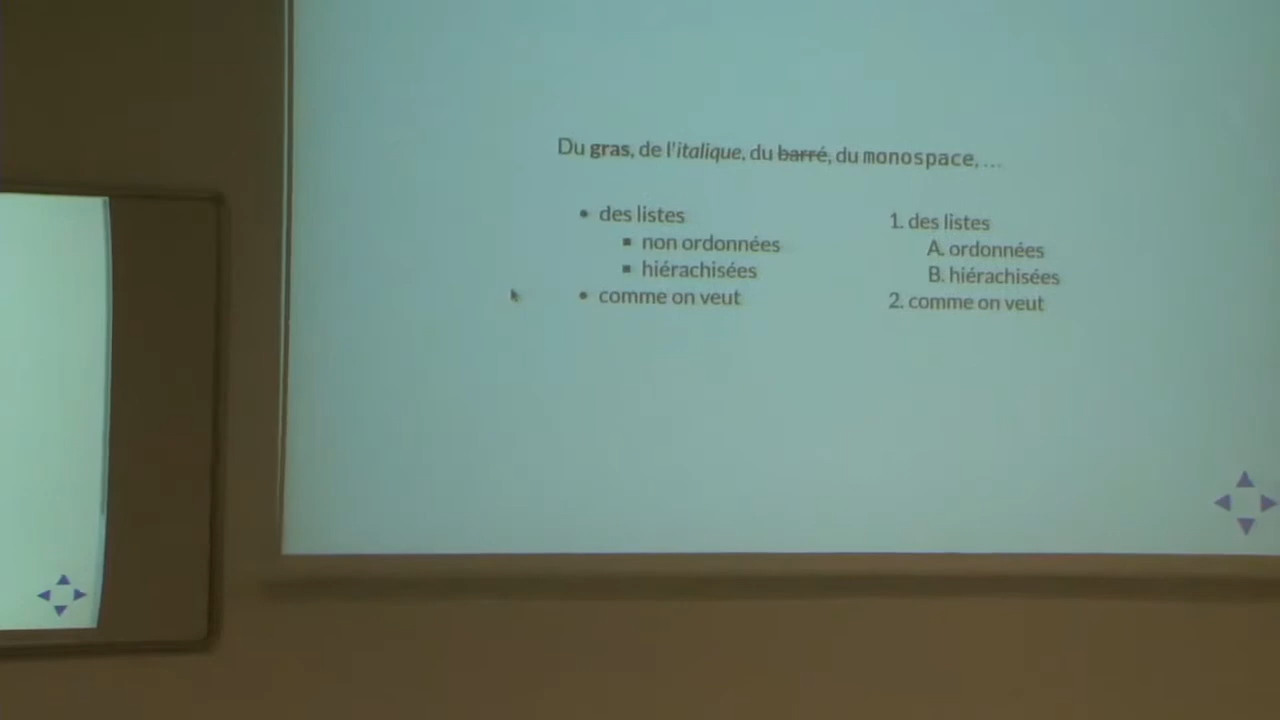 Du gras, de l'italique, du barré, du monospace, ...
• des listes
▪ non ordonnées
▪ hiérachisées
• comme on veut
1. des listes
A. ordonnées
B. hiérachisées
2. comme on veut